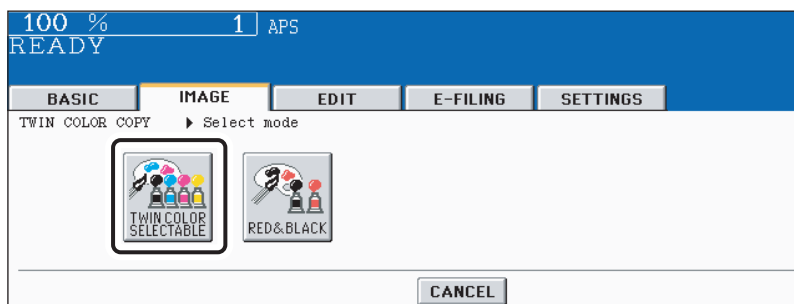 100 % 1 APS
READY
BASIC IMAGE EDIT E-FILING SETTINGS
TWIN COLOR COPY ▶ Select mode
TWIN COLOR
SELECTABLE
RED&BLACK
CANCEL